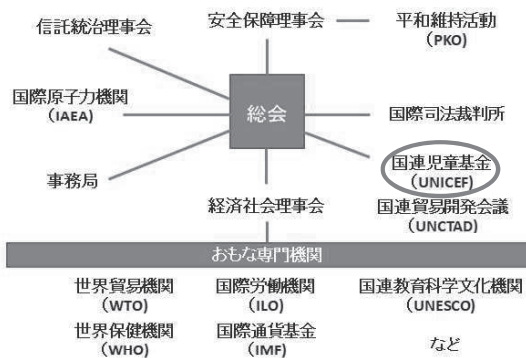 信託統治理事会
安全保障理事会
平和維持活動
(PKO)
国際原子力機関
(IAEA)
総会
国際司法裁判所
事務局
国連児童基金
(UNICEF)
経済社会理事会
国連貿易開発会議
(UNCTAD)
おもな専門機関
世界貿易機関
(WTO)
国際労働機関
(ILO)
国連教育科学文化機関
(UNESCO)
世界保健機関
(WHO)
国際通貨基金
(IMF)
など